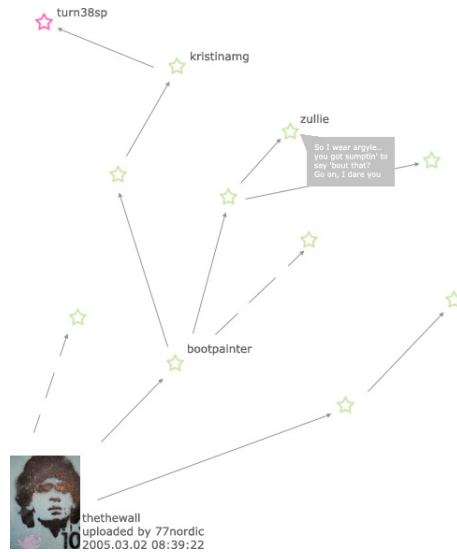 turn38sp
kristinamg
zullie
So I wear argyle..
you got sumptin' to
say 'bout that?
Go on, I dare you
bootpainter
10
thethewall
uploaded by 77nordic
2005.03.02 08:39:22